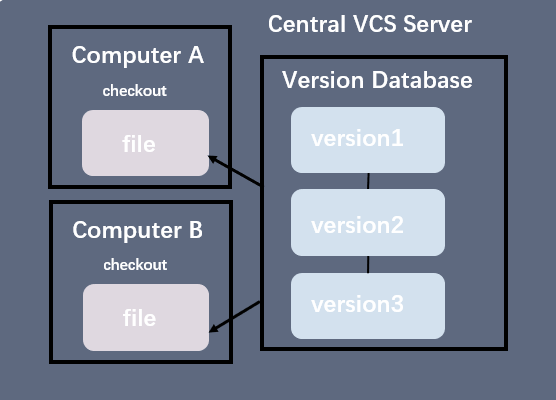 Central VCS Server
Computer A
checkout
file
Computer B
checkout
file
Version Database
version1
version2
version3